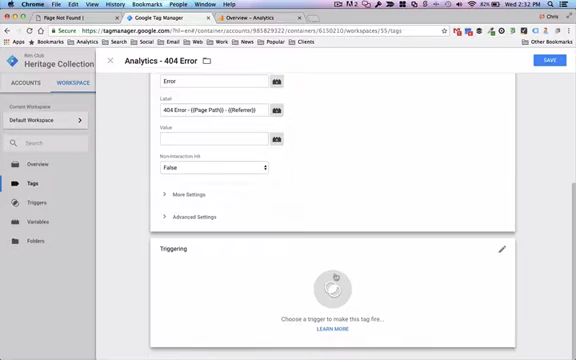 Chrome File Edit View History Bookmarks People Window Help
82% Wed 2:32 PM
Page Not Found |
Google Tag Manager
Overview – Analytics
Chris
Secure https://tagmanager.google.com/?hl=en#/container/accounts/985829322/containers/6150210/workspaces/55/tags
Apps Bookmarks Search Social Email Web Work Shop Blog Analytics
Other Bookmarks
Heritage Collection
Analytics - 404 Error
SAVE
ACCOUNTS WORKSPACE
Current Workspace
Default Workspace
Search
Overview
Tags
Triggers
Variables
Folders
Error
Label
404 Error - {{Page Path}} - {{Referrer}}
Value
Non-Interaction Hit
False
More Settings
Advanced Settings
Triggering
Choose a trigger to make this tag fire...
LEARN MORE